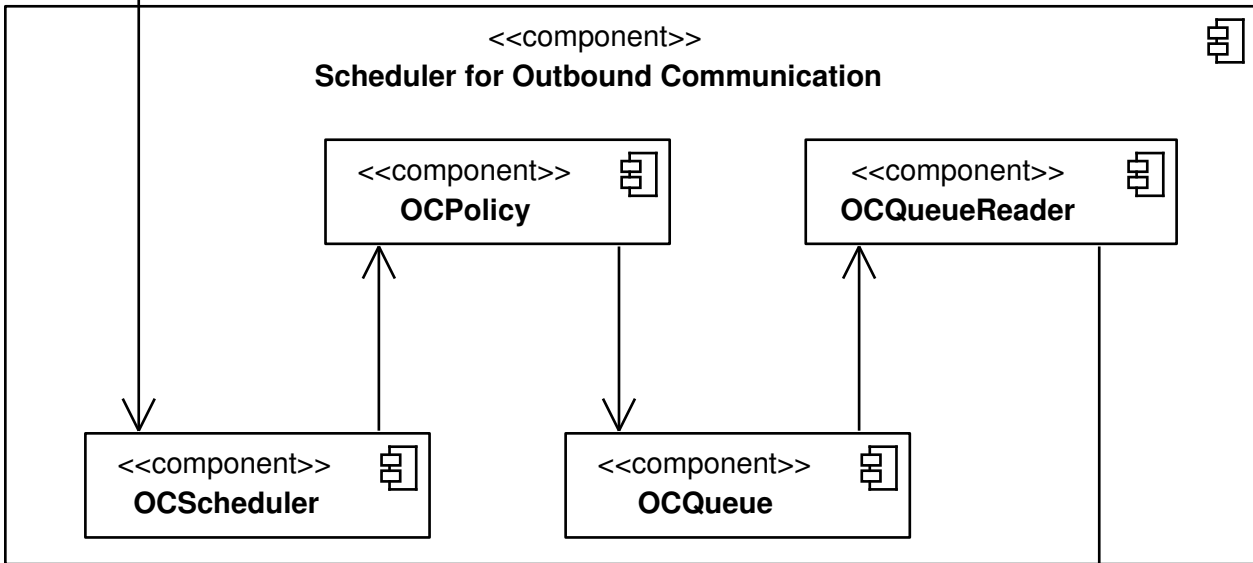 <<component>>
Scheduler for Outbound Communication
<<component>>
OCPolicy
<<component>>
OCQueueReader
<<component>>
OCScheduler
<<component>>
OCQueue